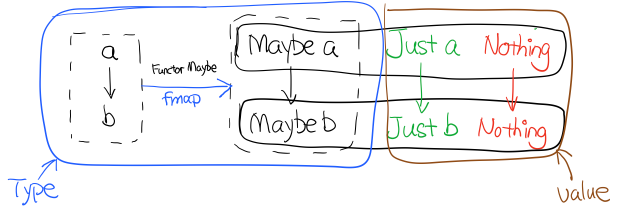 a
b
Functor Maybe
fmap
Maybe a
Maybe b
Just a
Nothing
Just b
Nothing
Type
value